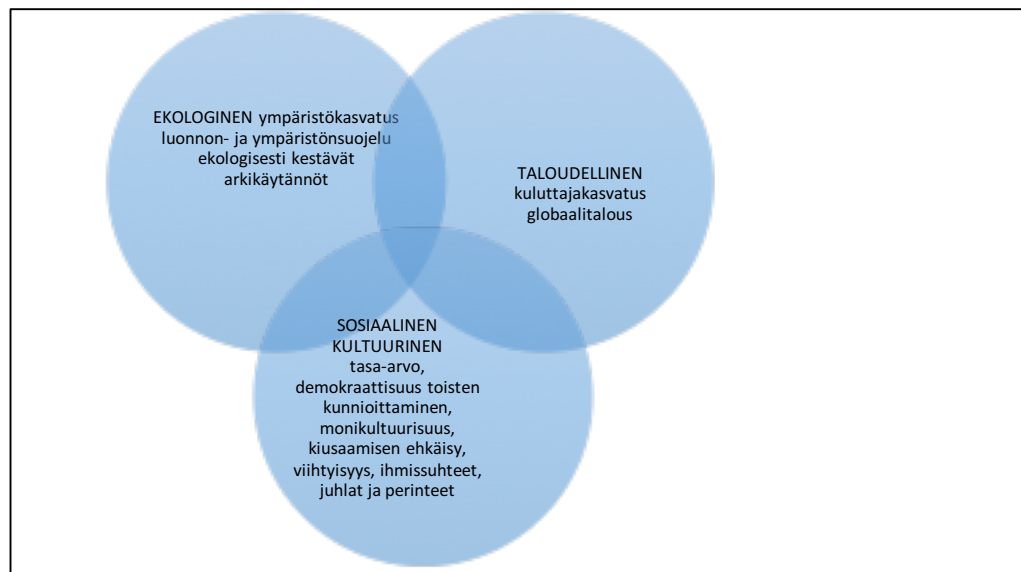 EKOLOGINEN ympäristökasvatus
luonnon- ja ympäristönsuojelu
ekologisesti kestävät
arkikäytännöt
TALOUDELLINEN
kuluttajakasvatus
globaalitalous
SOSIAALINEN
KULTUURINEN
tasa-arvo,
demokraattisuus toisten
kunnioittaminen,
monikultuurisuus,
kiusaamisen ehkäisy,
viihtyisyys, ihmissuhteet,
juhlat ja perinteet